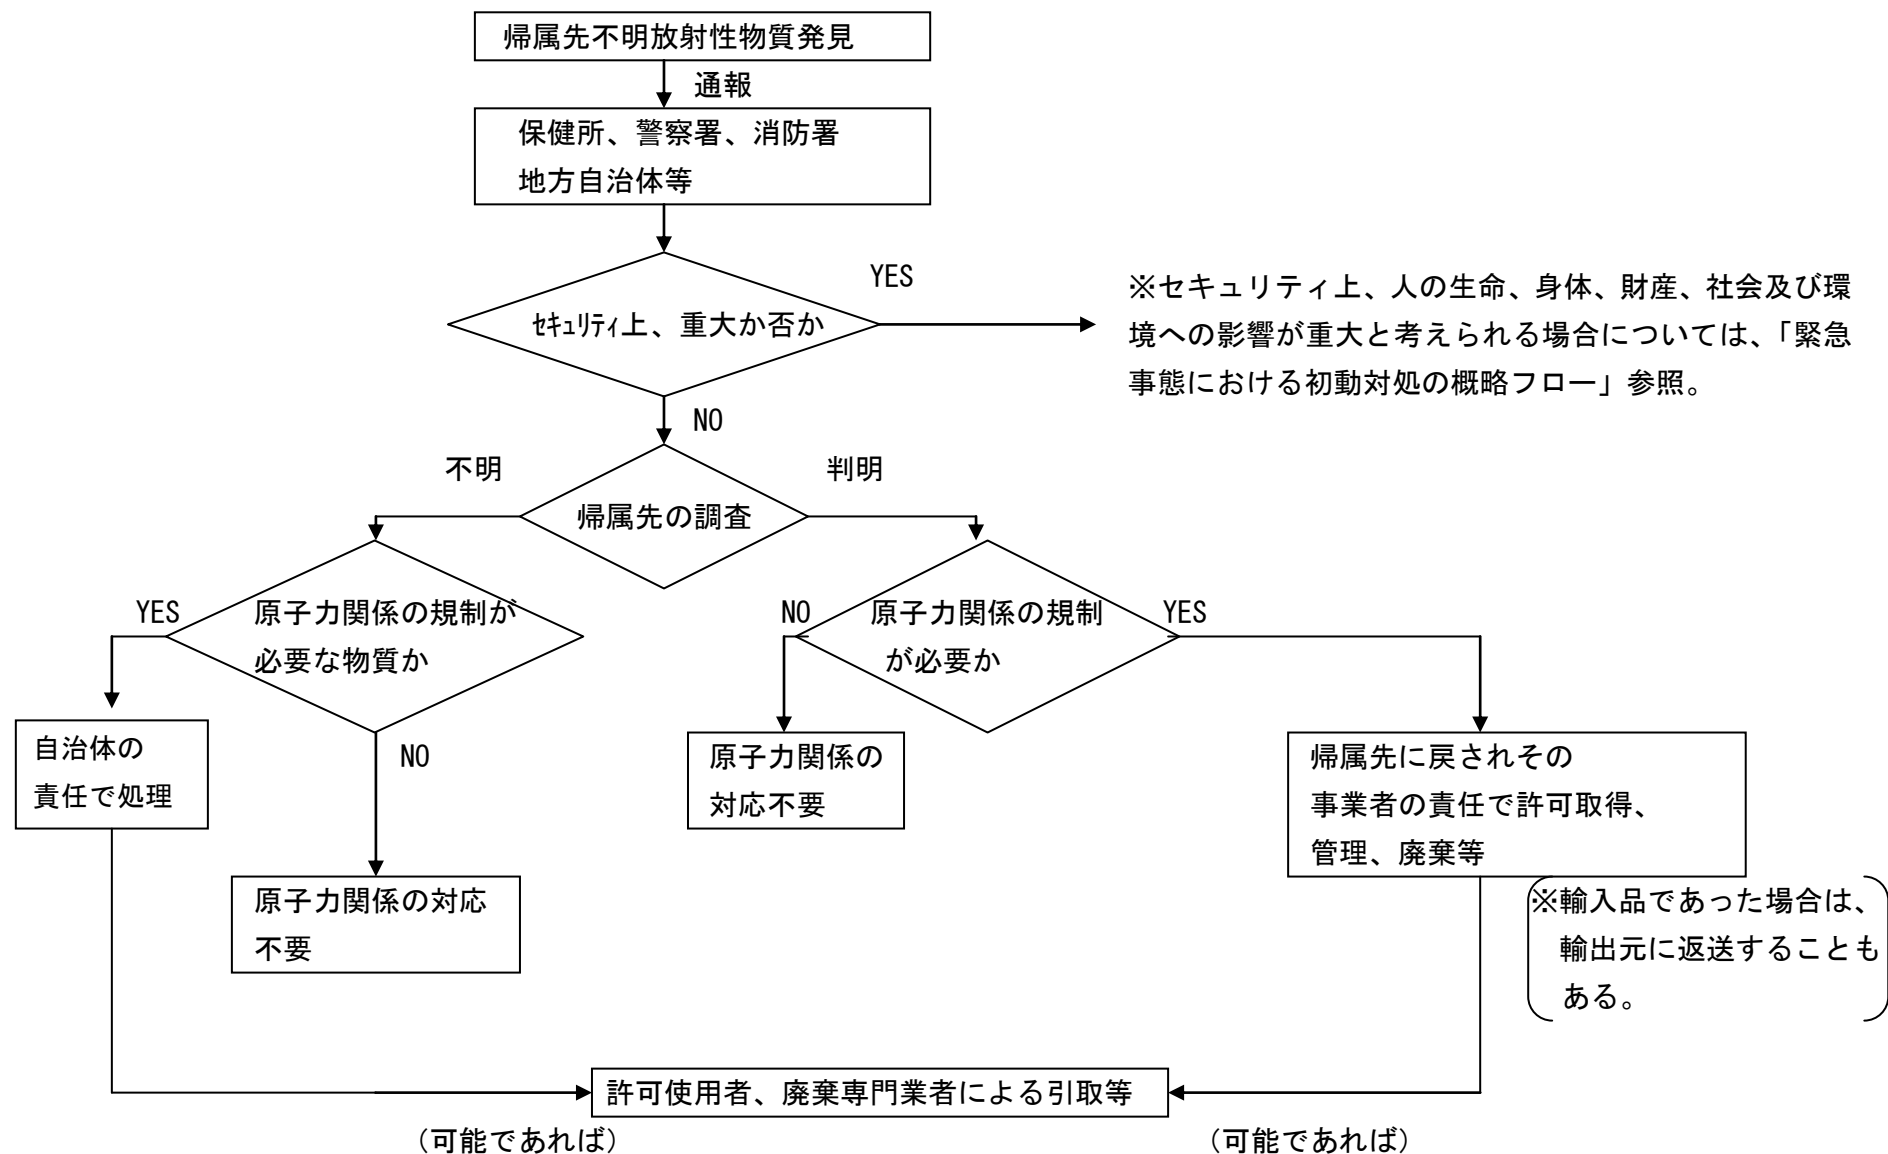 帰属先不明放射性物質発見
通報
保健所、警察署、消防署
地方自治体等
YES
ｾｷｭﾘﾃｨ上、重大か否か
※セキュリティ上、人の生命、身体、財産、社会及び環
境への影響が重大と考えられる場合については、「緊急
事態における初動対処の概略フロー」参照。
NO
不明
判明
帰属先の調査
YES
原子力関係の規制が
必要な物質か
NO
原子力関係の規制
が必要か
YES
自治体の
責任で処理
NO
原子力関係の
対応不要
帰属先に戻されその
事業者の責任で許可取得、
管理、廃棄等
原子力関係の対応
不要
※輸入品であった場合は、
輸出元に返送することも
ある。
許可使用者、廃棄専門業者による引取等
（可能であれば）
（可能であれば）